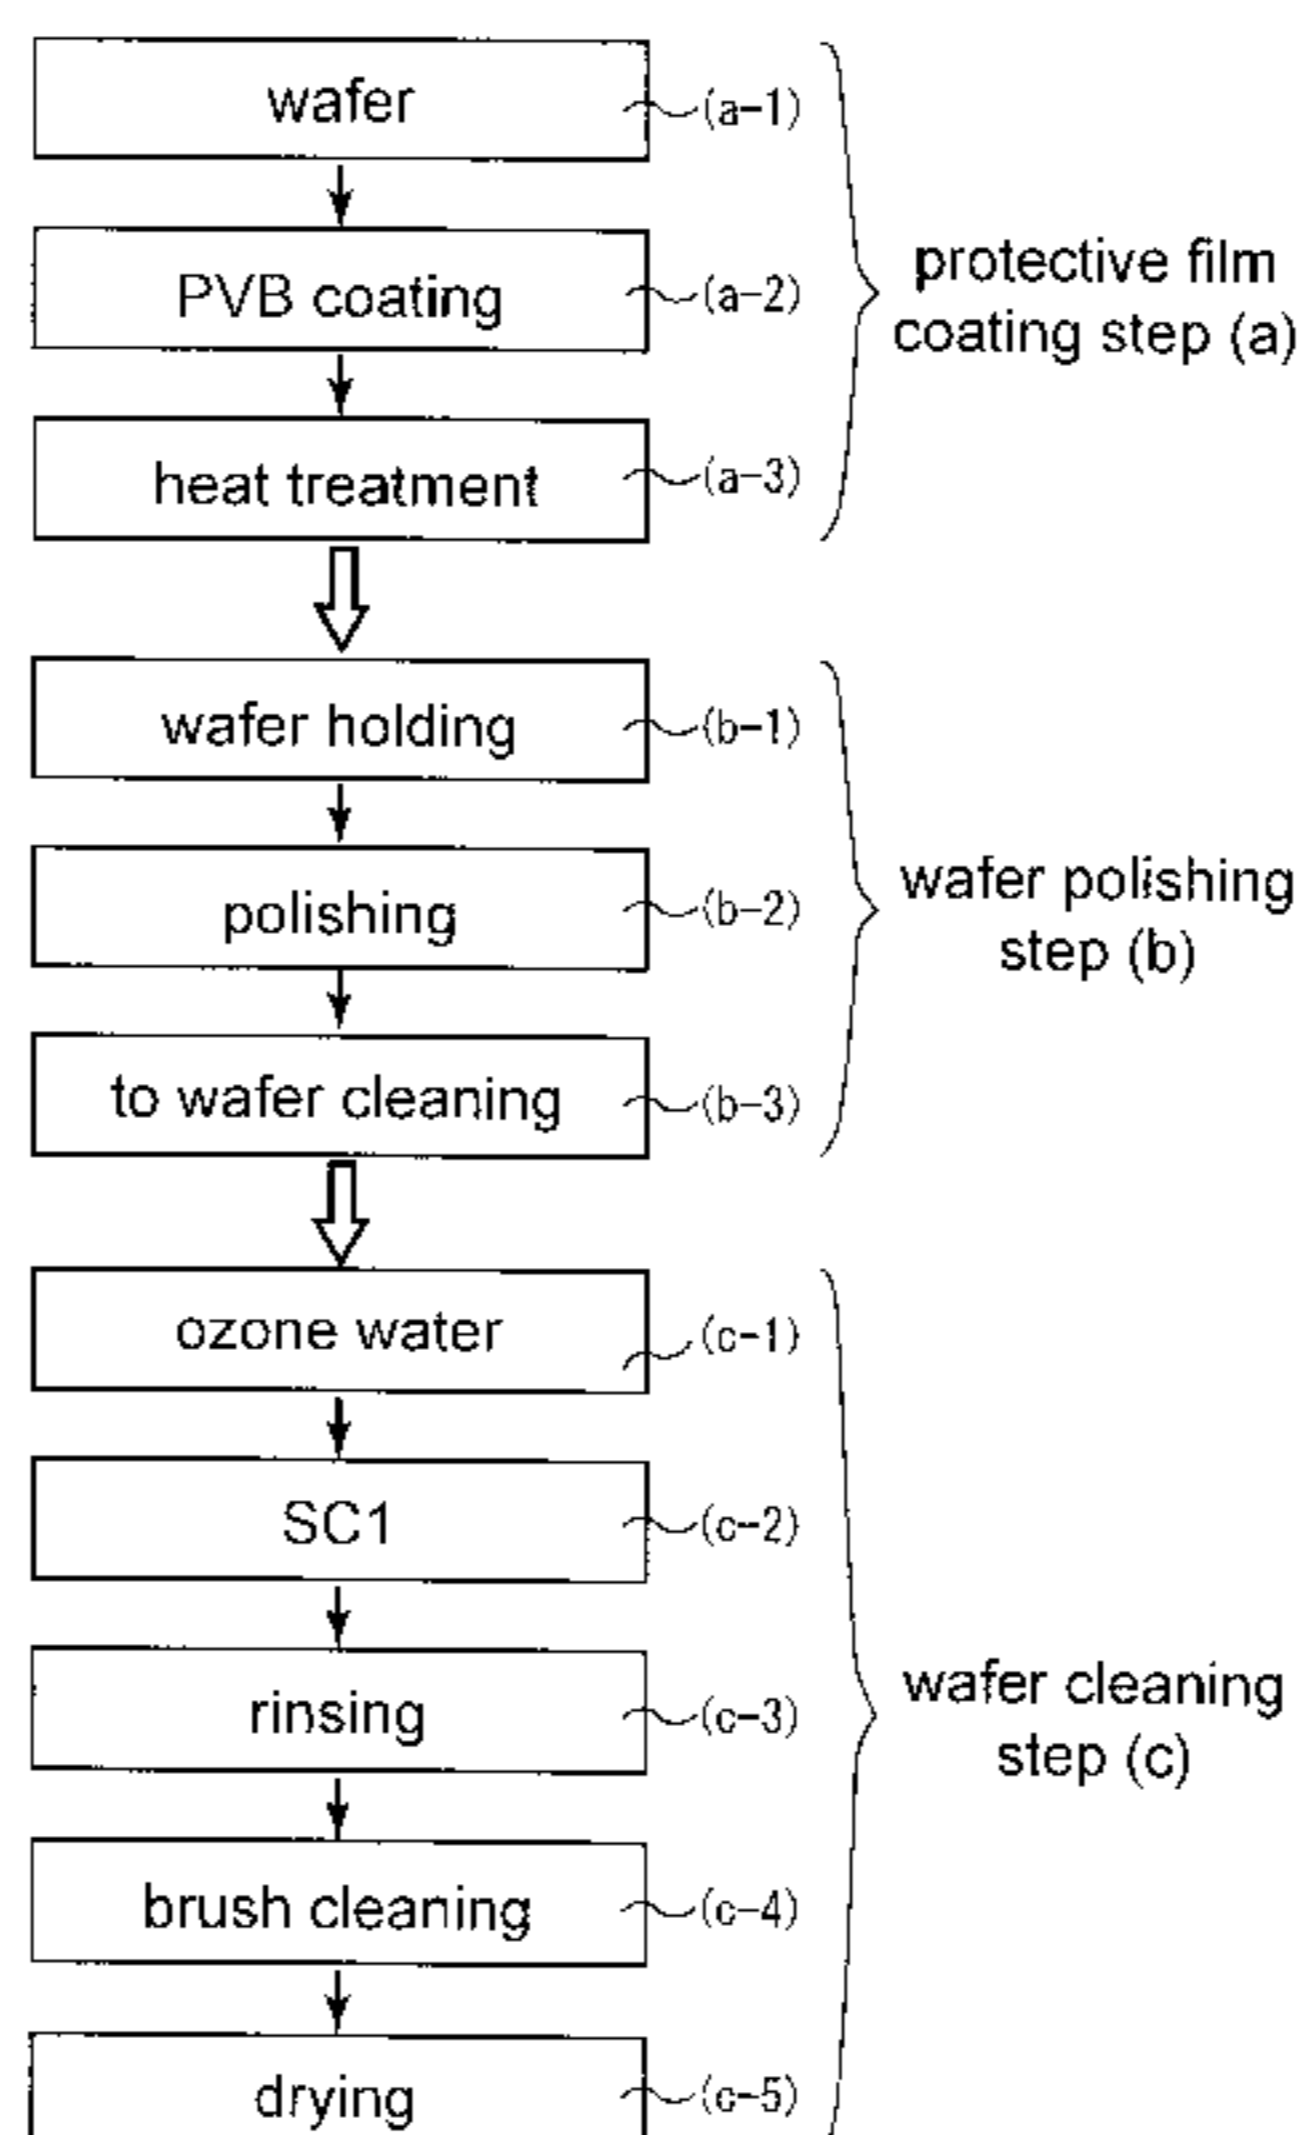 wafer
(a-1)
PVB coating
(a-2)
heat treatment
(a-3)
protective film
coating step (a)
wafer holding
(b-1)
polishing
(b-2)
to wafer cleaning
(b-3)
wafer polishing
step (b)
ozone water
(c-1)
SC1
(c-2)
rinsing
(c-3)
brush cleaning
(c-4)
drying
(c-5)
wafer cleaning
step (c)